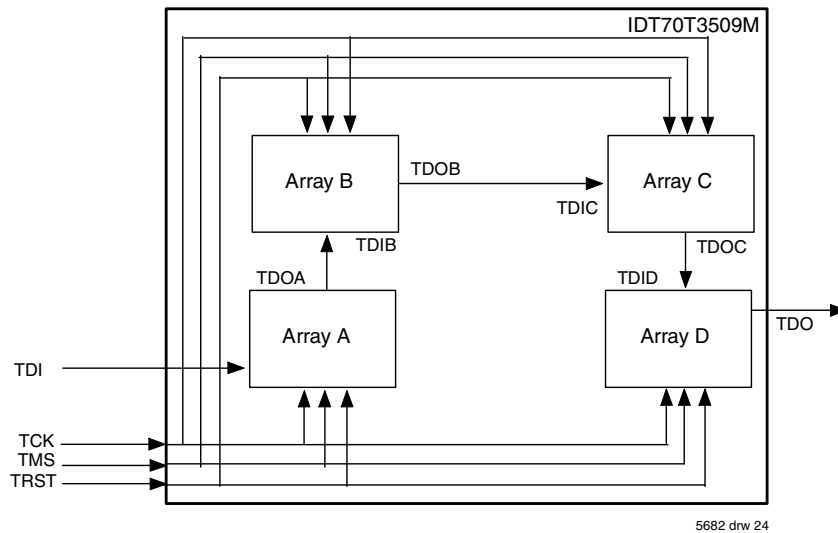 IDT70T3509M
Array B
TDOB
Array C
TDIC
TDIB
TDOC
TDOA
TDID
Array A
Array D
TDO
TDI
TCK
TMS
TRST
5682 drw 24